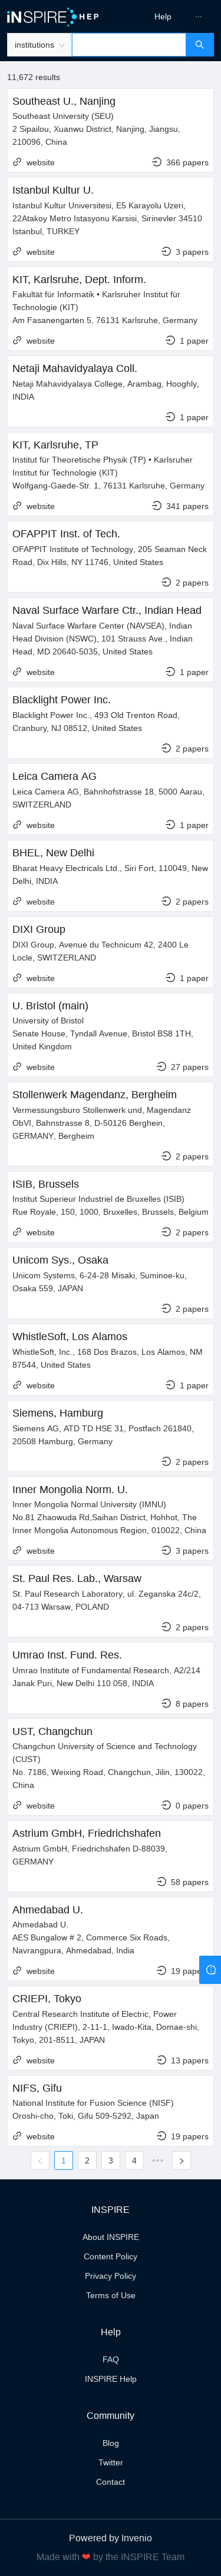 INSPIRE HEP
Help
...
institutions
11,672 results
Southeast U., Nanjing
Southeast University (SEU)
2 Sipailou, Xuanwu District, Nanjing, Jiangsu,
210096, China
website 366 papers
Istanbul Kultur U.
Istanbul Kultur Universitesi, E5 Karayolu Uzeri,
22Atakoy Metro Istasyonu Karsisi, Sirinevler 34510
Istanbul, TURKEY
website 3 papers
KIT, Karlsruhe, Dept. Inform.
Fakultät für Informatik • Karlsruher Institut für
Technologie (KIT)
Am Fasanengarten 5, 76131 Karlsruhe, Germany
website 1 paper
Netaji Mahavidyalaya Coll.
Netaji Mahavidyalaya College, Arambag, Hooghly,
INDIA
1 paper
KIT, Karlsruhe, TP
Institut für Theoretische Physik (TP) • Karlsruher
Institut für Technologie (KIT)
Wolfgang-Gaede-Str. 1, 76131 Karlsruhe, Germany
website 341 papers
OFAPPIT Inst. of Tech.
OFAPPIT Institute of Technology, 205 Seaman Neck
Road, Dix Hills, NY 11746, United States
2 papers
Naval Surface Warfare Ctr., Indian Head
Naval Surface Warfare Center (NAVSEA), Indian
Head Division (NSWC), 101 Strauss Ave., Indian
Head, MD 20640-5035, United States
website 1 paper
Blacklight Power Inc.
Blacklight Power Inc., 493 Old Trenton Road,
Cranbury, NJ 08512, United States
2 papers
Leica Camera AG
Leica Camera AG, Bahnhofstrasse 18, 5000 Aarau,
SWITZERLAND
website 1 paper
BHEL, New Delhi
Bharat Heavy Electricals Ltd., Siri Fort, 110049, New
Delhi, INDIA
website 2 papers
DIXI Group
DIXI Group, Avenue du Technicum 42, 2400 Le
Locle, SWITZERLAND
website 1 paper
U. Bristol (main)
University of Bristol
Senate House, Tyndall Avenue, Bristol BS8 1TH,
United Kingdom
website 27 papers
Stollenwerk Magendanz, Bergheim
Vermessungsburo Stollenwerk und, Magendanz
ObVI, Bahnstrasse 8, D-50126 Berghein,
GERMANY, Bergheim
2 papers
ISIB, Brussels
Institut Superieur Industriel de Bruxelles (ISIB)
Rue Royale, 150, 1000, Bruxelles, Brussels, Belgium
website 2 papers
Unicom Sys., Osaka
Unicom Systems, 6-24-28 Misaki, Suminoe-ku,
Osaka 559, JAPAN
2 papers
WhistleSoft, Los Alamos
WhistleSoft, Inc., 168 Dos Brazos, Los Alamos, NM
87544, United States
website 1 paper
Siemens, Hamburg
Siemens AG, ATD TD HSE 31, Postfach 261840,
20508 Hamburg, Germany
2 papers
Inner Mongolia Norm. U.
Inner Mongolia Normal University (IMNU)
No.81 Zhaowuda Rd,Saihan District, Hohhot, The
Inner Mongolia Autonomous Region, 010022, China
website 3 papers
St. Paul Res. Lab., Warsaw
St. Paul Research Laboratory, ul. Zeganska 24c/2,
04-713 Warsaw, POLAND
2 papers
Umrao Inst. Fund. Res.
Umrao Institute of Fundamental Research, A2/214
Janak Puri, New Delhi 110 058, INDIA
8 papers
UST, Changchun
Changchun University of Science and Technology
(CUST)
No. 7186, Weixing Road, Changchun, Jilin, 130022,
China
website 0 papers
Astrium GmbH, Friedrichshafen
Astrium GmbH, Friedrichshafen D-88039,
GERMANY
58 papers
Ahmedabad U.
Ahmedabad U.
AES Bungalow # 2, Commerce Six Roads,
Navrangpura, Ahmedabad, India
website 19 pape
CRIEPI, Tokyo
Central Research Institute of Electric, Power
Industry (CRIEPI), 2-11-1, Iwado-Kita, Domae-shi,
Tokyo, 201-8511, JAPAN
website 13 papers
NIFS, Gifu
National Institute for Fusion Science (NISF)
Oroshi-cho, Toki, Gifu 509-5292, Japan
website 19 papers
1 2 3 4 •••
INSPIRE
About INSPIRE
Content Policy
Privacy Policy
Terms of Use
Help
FAQ
INSPIRE Help
Community
Blog
Twitter
Contact
Powered by Invenio
Made with ❤ by the INSPIRE Team